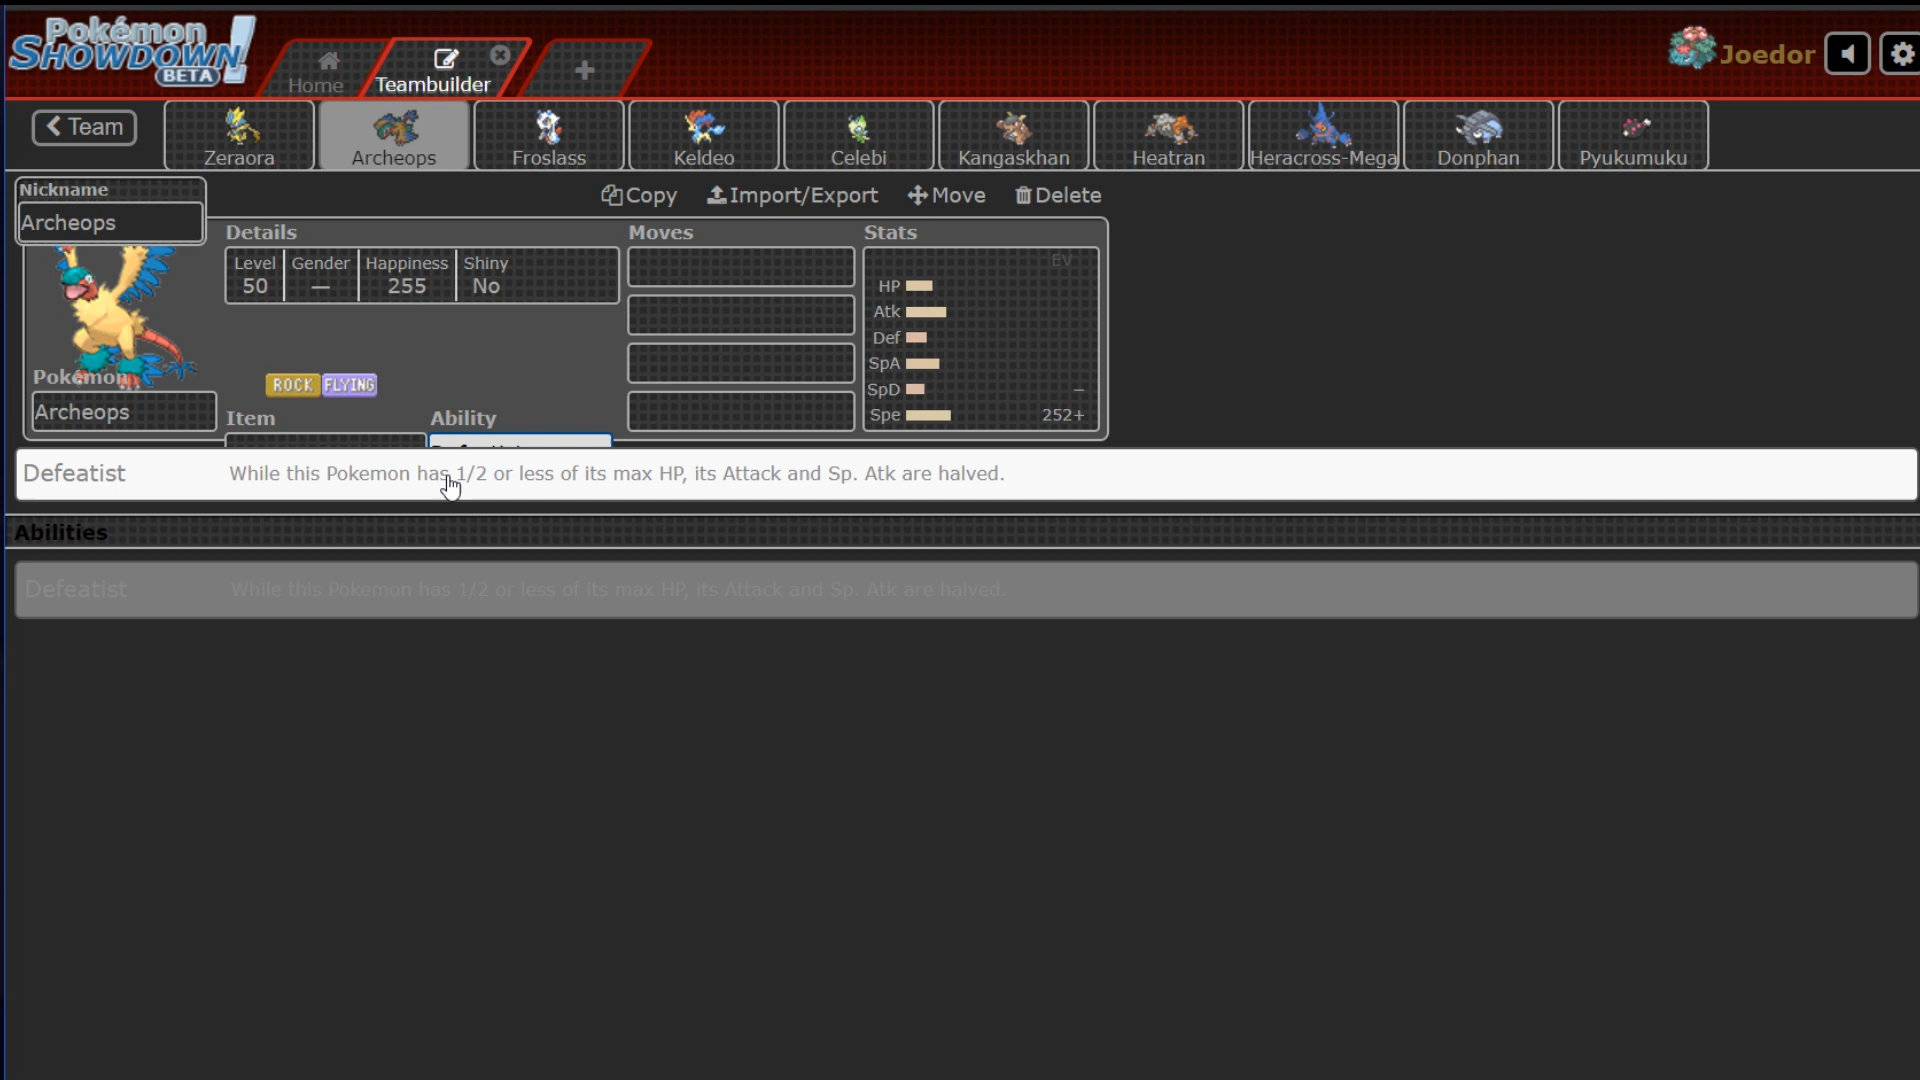 Pokémon
SHOWDOWN!
BETA
Home
Teambuilder
Joedor
Team
Zeraora
Archeops
Froslass
Keldeo
Celebi
Kangaskhan
Heatran
Heracross-Mega
Donphan
Pyukumuku
Nickname
Archeops
Copy
Import/Export
Move
Delete
Details
Moves
Stats
Level
Gender
Happiness
Shiny
50
—
255
No
EV
HP
Atk
Def
SpA
SpD –
Spe 252+
ROCK FLYING
Pokémon
Archeops
Item
Ability
Defeatist While this Pokemon has 1/2 or less of its max HP, its Attack and Sp. Atk are halved.
Abilities
Defeatist While this Pokemon has 1/2 or less of its max HP, its Attack and Sp. Atk are halved.